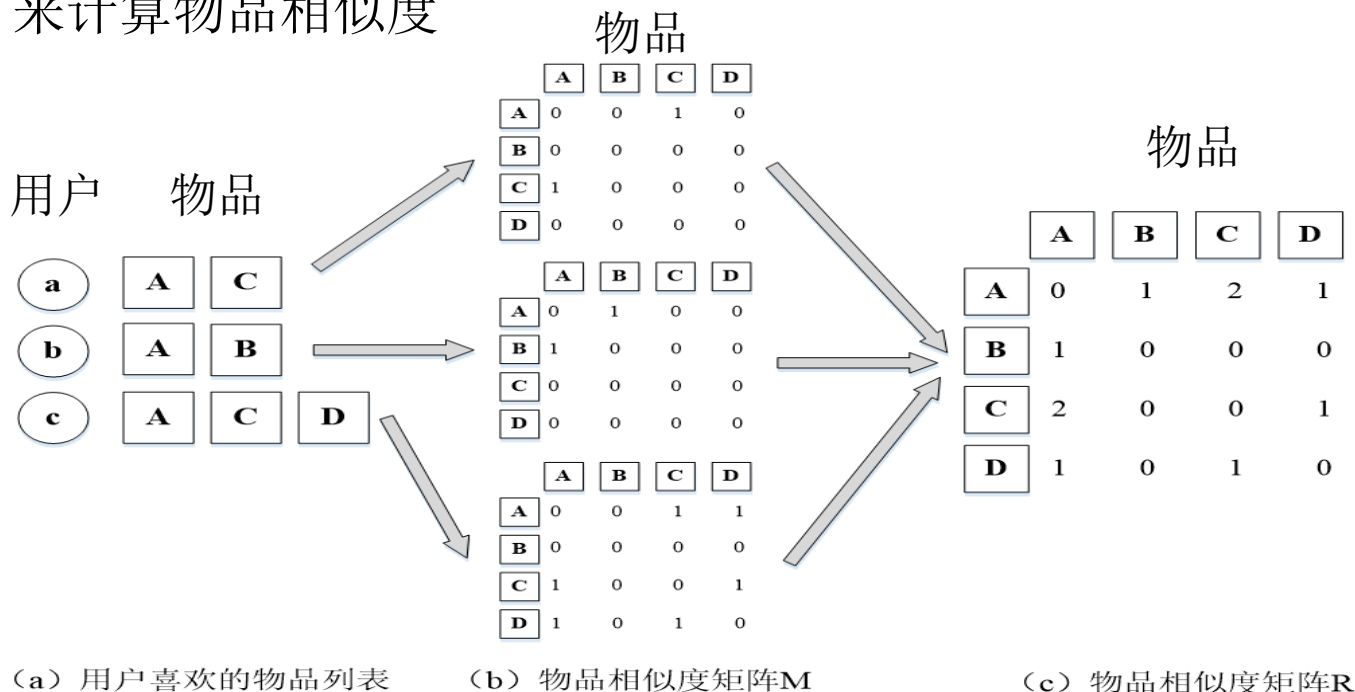 来计算物品相似度
物品
A B C D
A 0 0 1 0
B 0 0 0 0
C 1 0 0 0
D 0 0 0 0
用户 物品
a A C
b A B
c A C D
A B C D
A 0 1 0 0
B 1 0 0 0
C 0 0 0 0
D 0 0 0 0
A B C D
A 0 0 1 1
B 0 0 0 0
C 1 0 0 1
D 1 0 1 0
物品
A B C D
A 0 1 2 1
B 1 0 0 0
C 2 0 0 1
D 1 0 1 0
（a）用户喜欢的物品列表
（b）物品相似度矩阵M
（c）物品相似度矩阵R